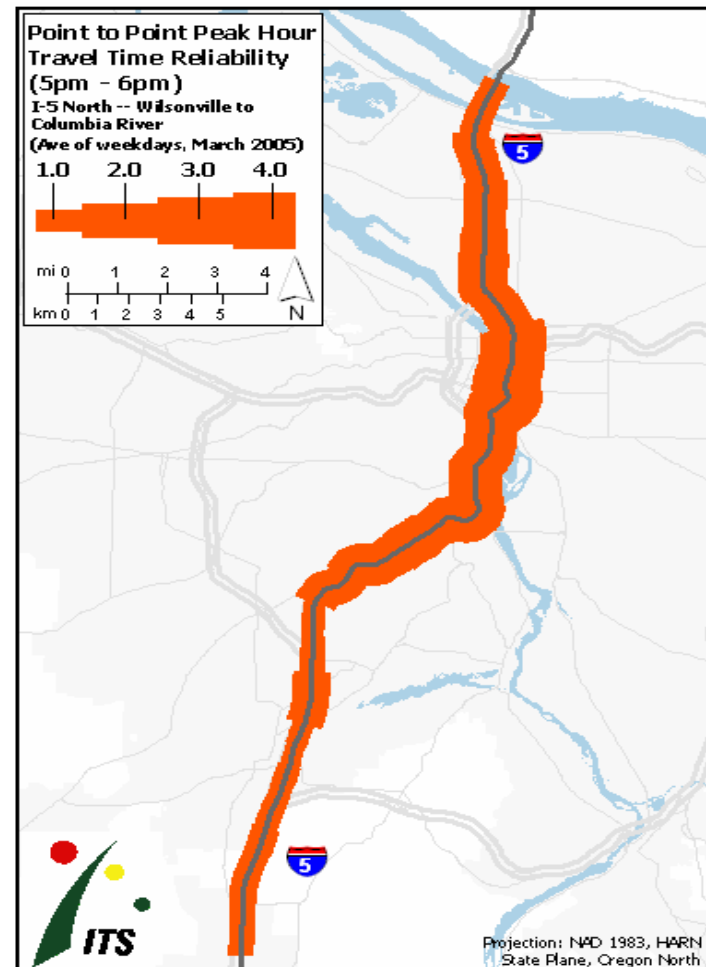 Point to Point Peak Hour
Travel Time Reliability
(5pm - 6pm)
I-5 North -- Wilsonville to
Columbia River
(Ave of weekdays, March 2005)
1.0 2.0 3.0 4.0
mi 0 1 2 3 4
km 0 1 2 3 4 5
N
5
5
ITS
Projection: NAD 1983, HARN
State Plane, Oregon North